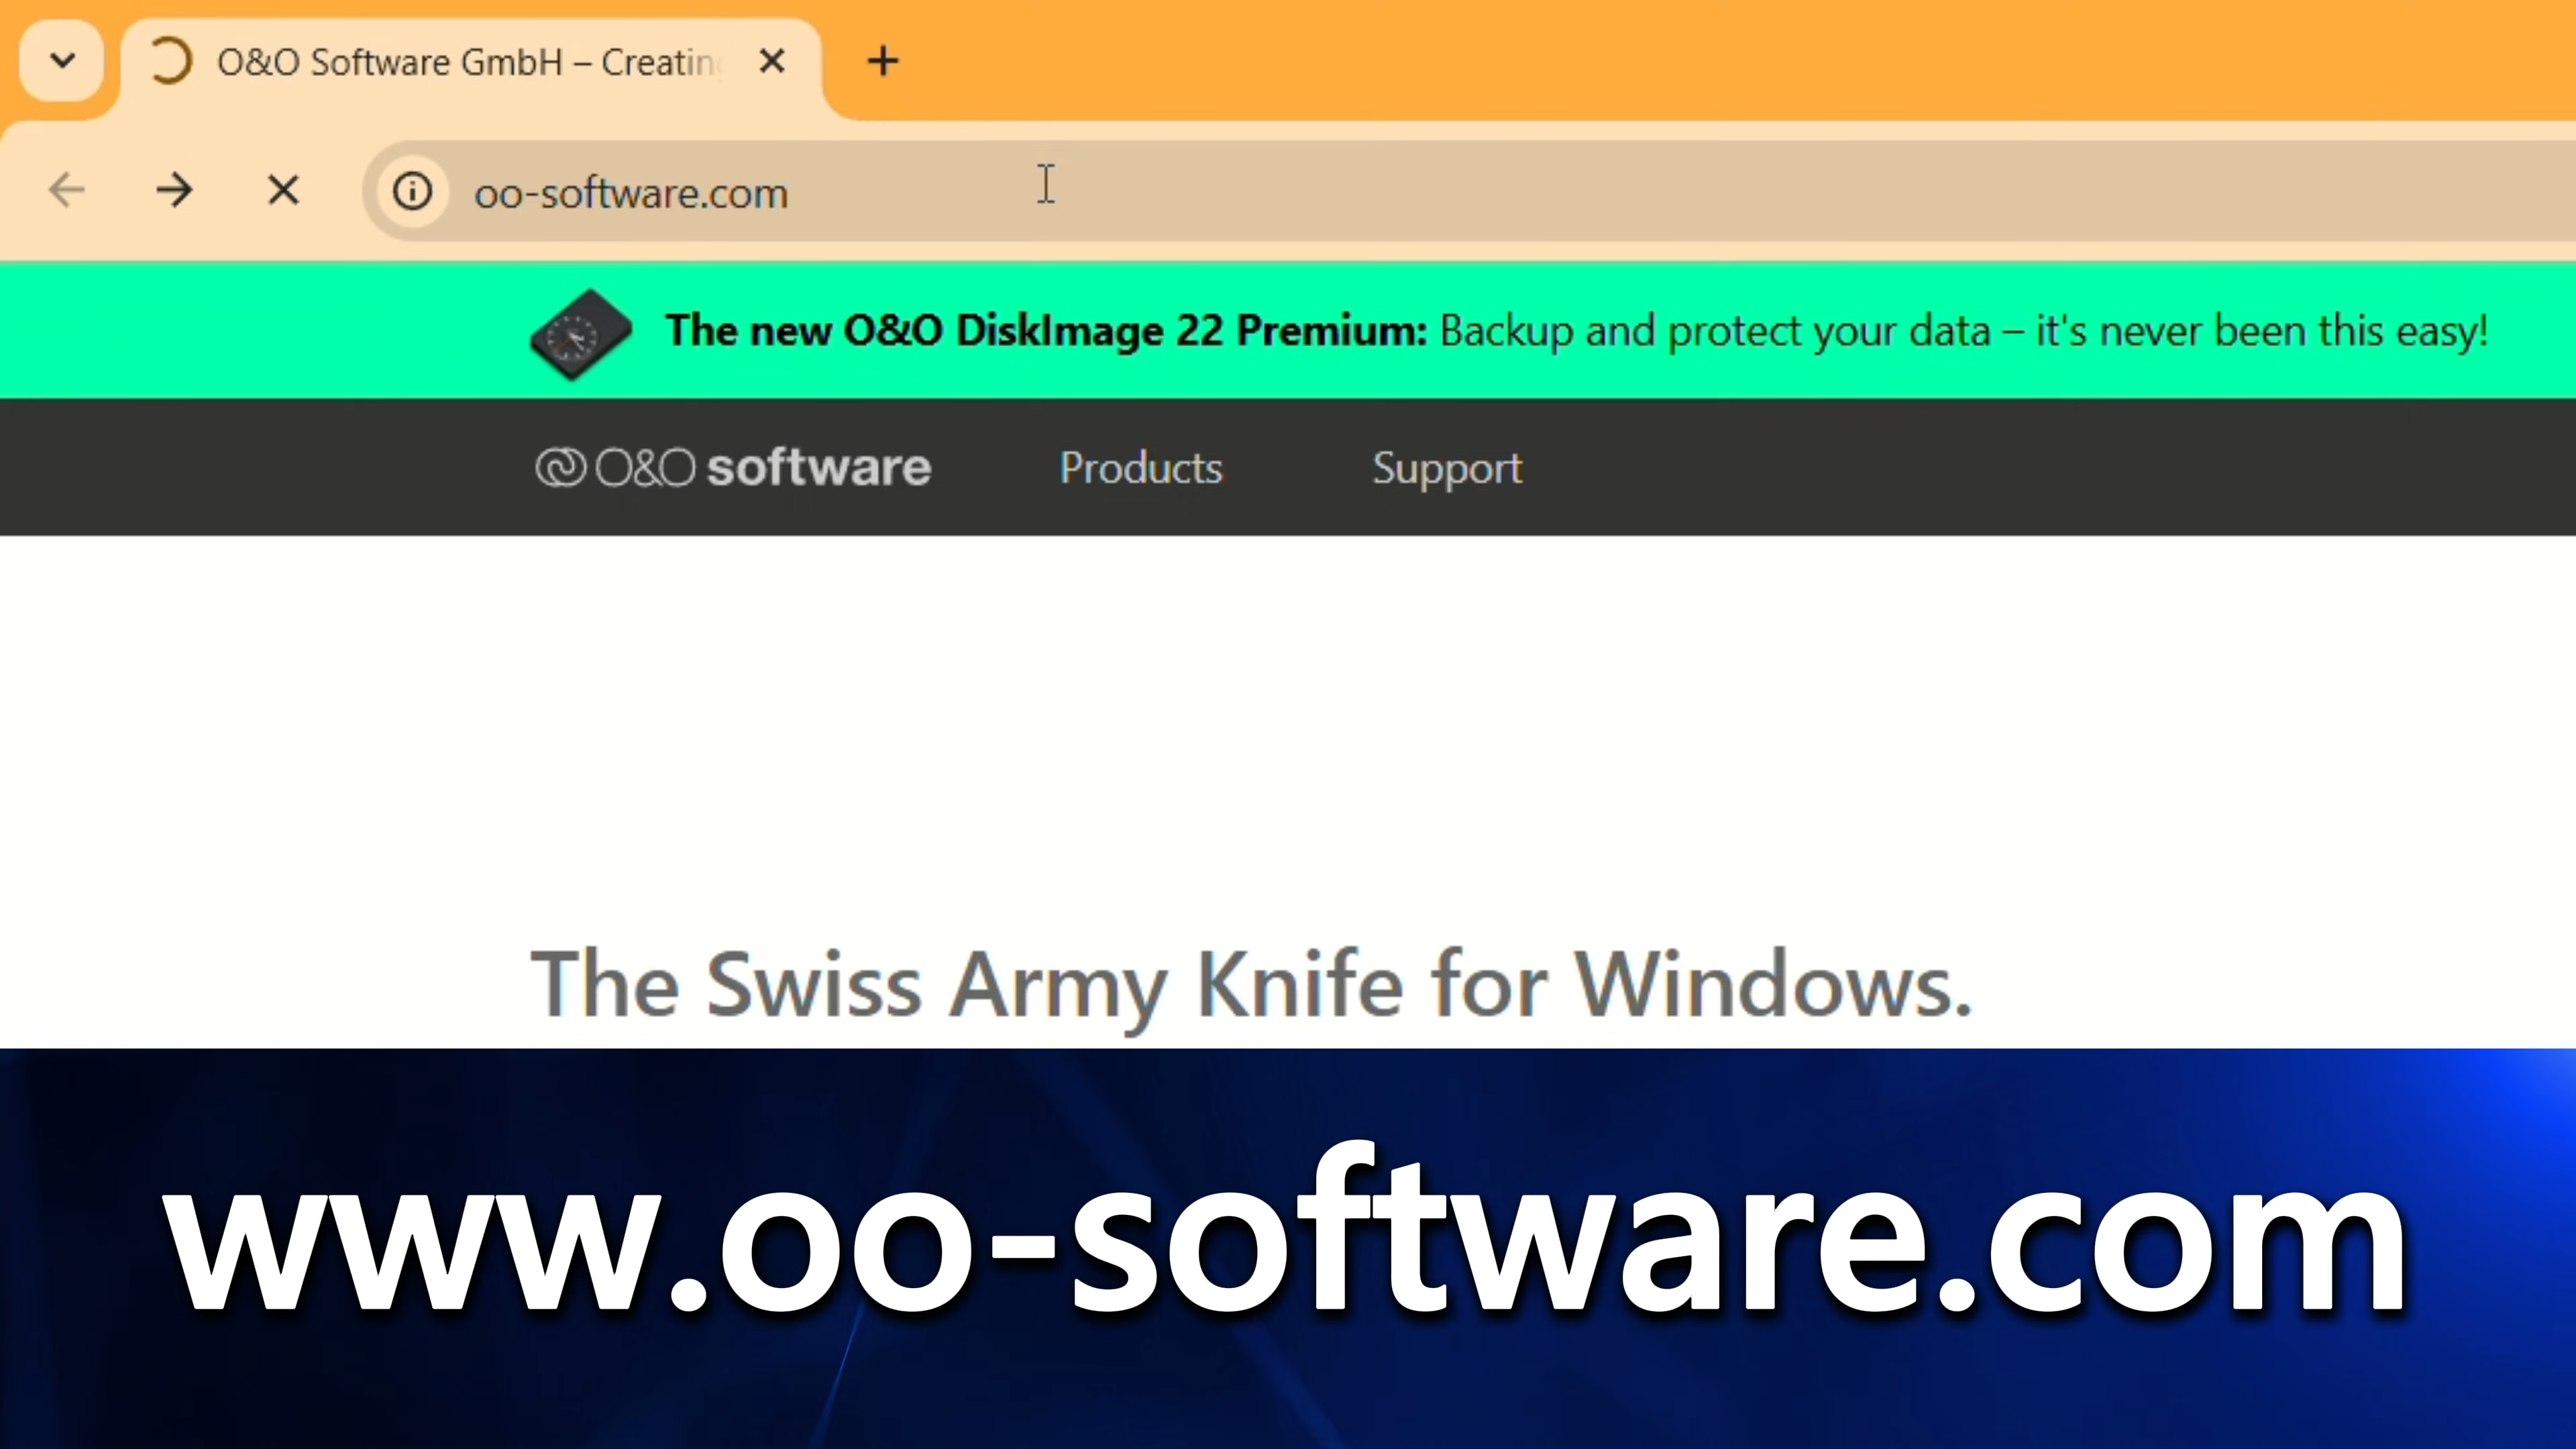 O&O Software GmbH – Creating
oo-software.com
The new O&O DiskImage 22 Premium: Backup and protect your data – it's never been this easy!
O&O software Products Support
The Swiss Army Knife for Windows.
www.oo-software.com